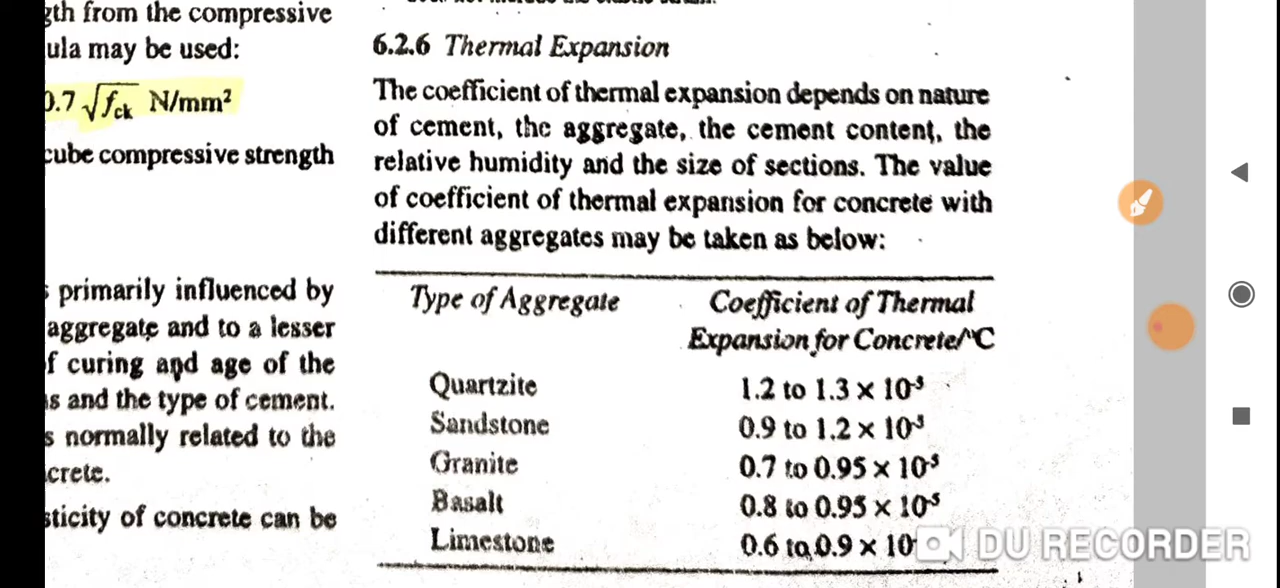 gth from the compressive
ula may be used:
0.7 √fck N/mm²
cube compressive strength
s primarily influenced by
aggregate and to a lesser
f curing and age of the
s and the type of cement.
s normally related to the
crete.
sticity of concrete can be
6.2.6 Thermal Expansion
The coefficient of thermal expansion depends on nature
of cement, the aggregate, the cement content, the
relative humidity and the size of sections. The value
of coefficient of thermal expansion for concrete with
different aggregates may be taken as below:
Type of Aggregate Coefficient of Thermal
Expansion for Concrete/°C
Quartzite 1.2 to 1.3 × 10⁻⁵
Sandstone 0.9 to 1.2 × 10⁻⁵
Granite 0.7 to 0.95 × 10⁻⁵
Basalt 0.8 to 0.95 × 10⁻⁵
Limestone 0.6 to 0.9 × 10
DU RECORDER